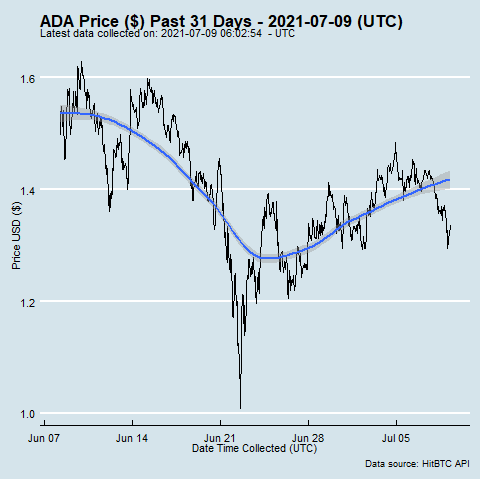 ADA Price ($) Past 31 Days - 2021-07-09 (UTC)
Latest data collected on: 2021-07-09 06:02:54 - UTC
1.6
1.4
1.2
1.0
Price USD ($)
Jun 07 Jun 14 Jun 21 Jun 28 Jul 05
Date Time Collected (UTC)
Data source: HitBTC API